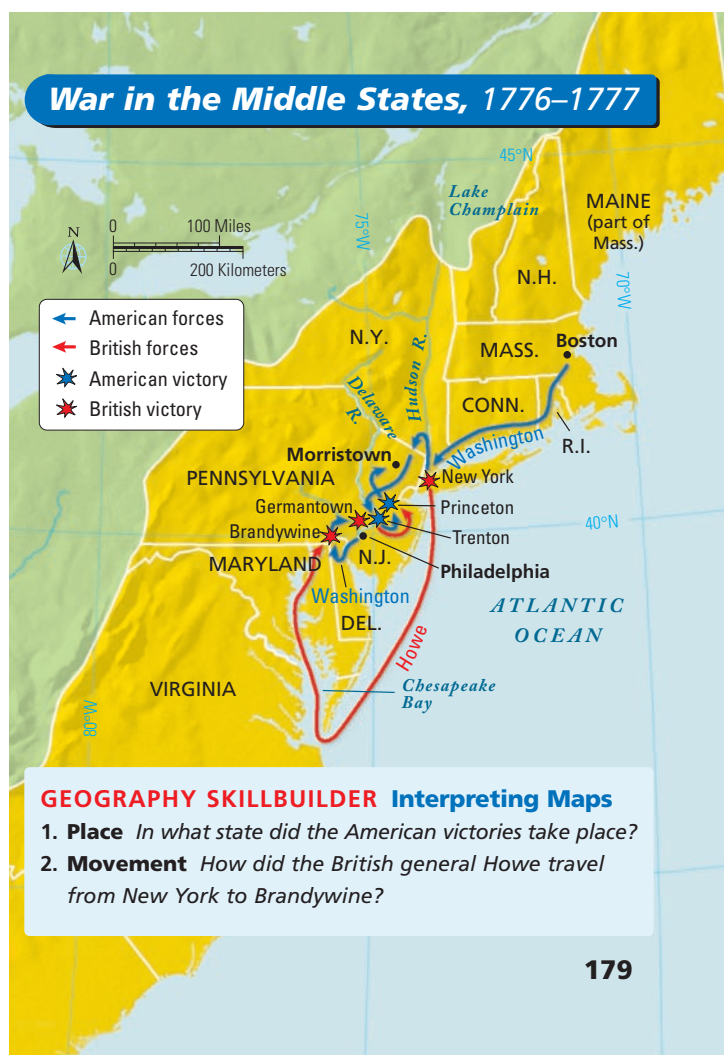 War in the Middle States, 1776–1777
45°N
Lake
Champlain
MAINE
(part of
Mass.)
N
0 100 Miles
0 200 Kilometers
75°W
70°W
N.H.
American forces
British forces
American victory
British victory
N.Y.
Hudson R.
MASS.
Boston
Delaware
R.
CONN.
Washington
R.I.
Morristown
PENNSYLVANIA
New York
Germantown
Princeton
Brandywine
Trenton
40°N
MARYLAND
N.J.
Philadelphia
Washington
DEL.
ATLANTIC
OCEAN
Howe
VIRGINIA
Chesapeake
Bay
80°W
GEOGRAPHY SKILLBUILDER Interpreting Maps
1. Place In what state did the American victories take place?
2. Movement How did the British general Howe travel
from New York to Brandywine?
179